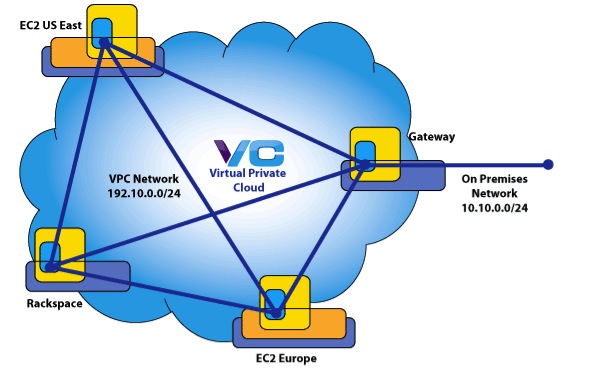 EC2 US East
Gateway
VC
Virtual Private
Cloud
VPC Network
192.10.0.0/24
On Premises
Network
10.10.0.0/24
Rackspace
EC2 Europe